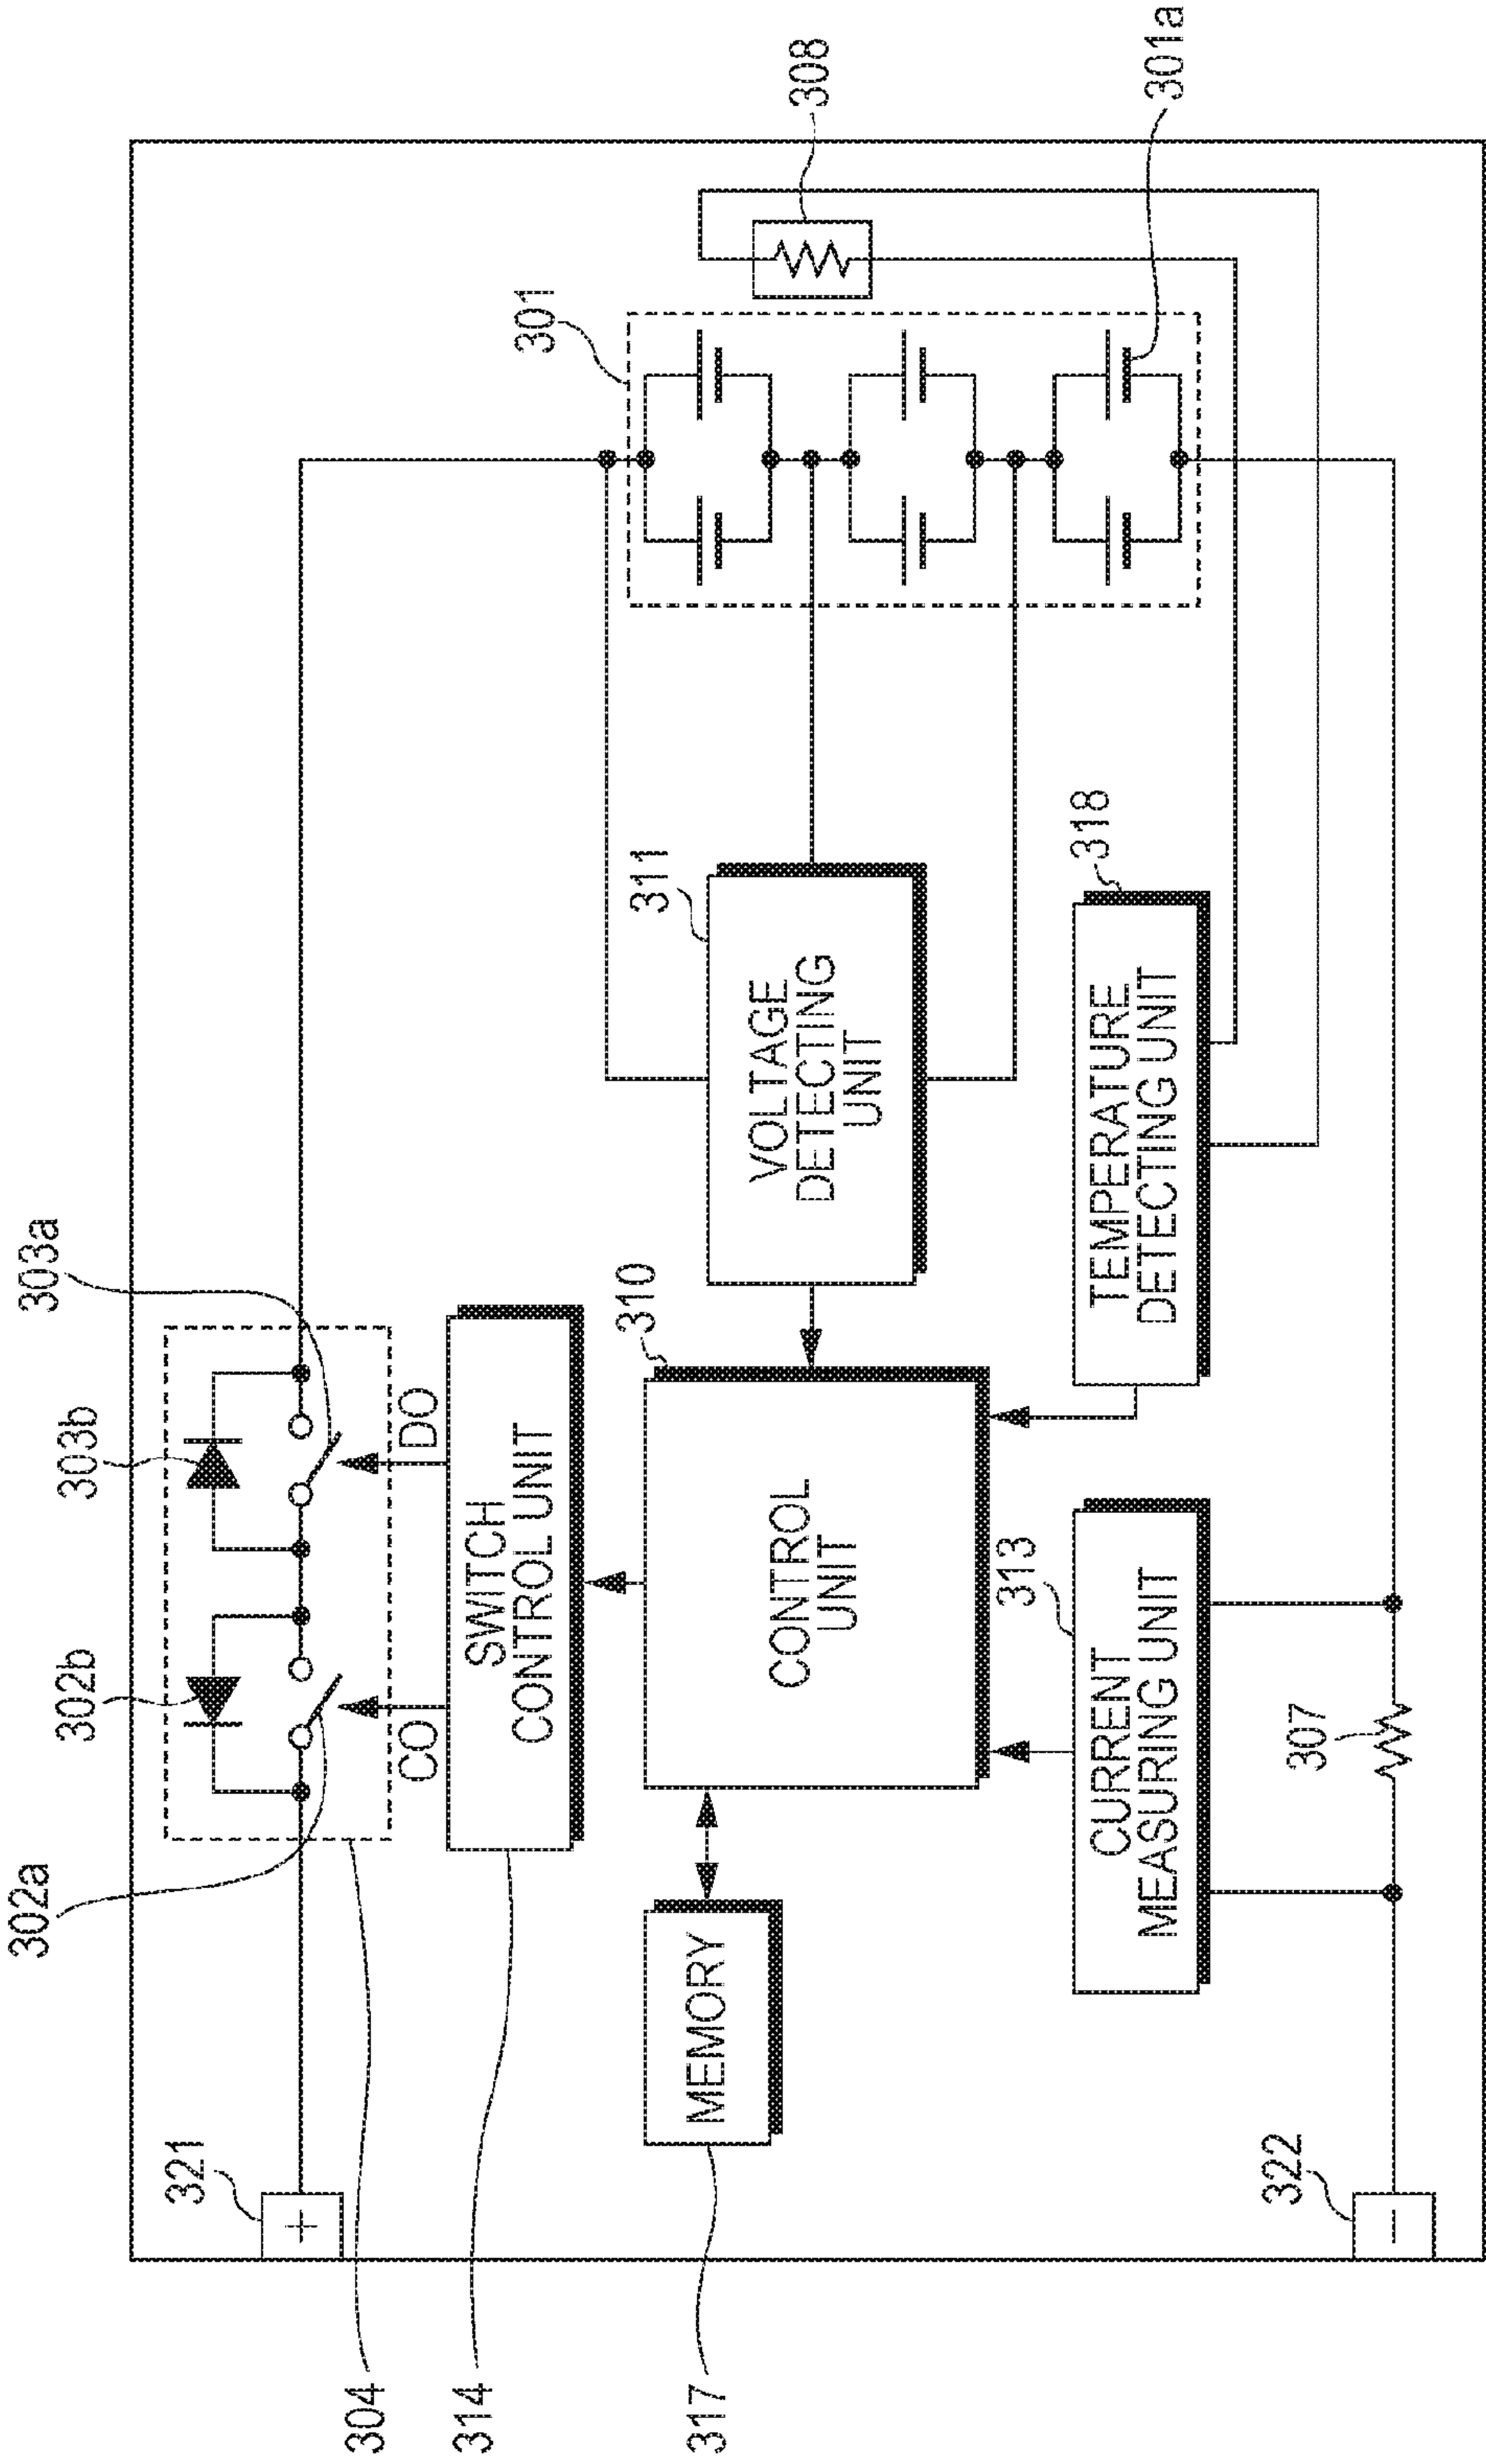 302a
303a
302b
303b
321
+
304
CO
DO
314
SWITCH
CONTROL UNIT
301
310
311
317
MEMORY
CONTROL
UNIT
VOLTAGE
DETECTING
UNIT
308
313
318
301a
CURRENT
MEASURING UNIT
TEMPERATURE
DETECTING UNIT
322
307
−